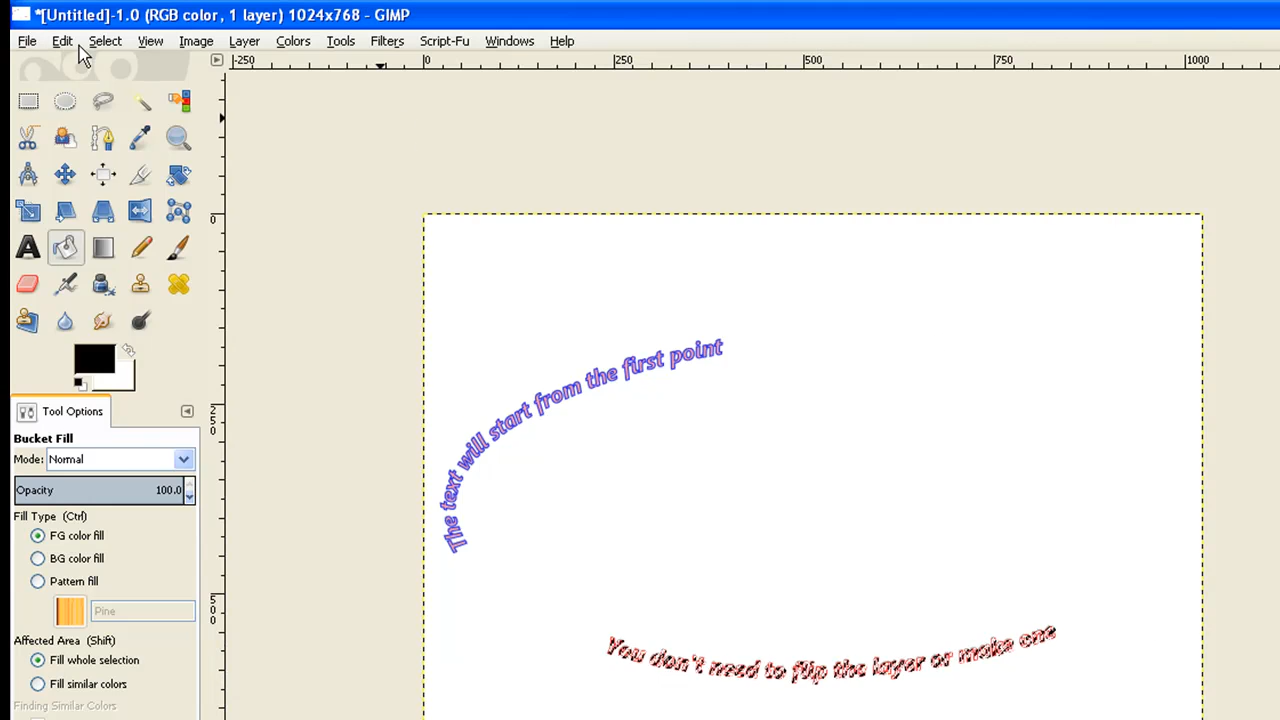 *[Untitled]-1.0 (RGB color, 1 layer) 1024x768 - GIMP
File Edit Select View Image Layer Colors Tools Filters Script-Fu Windows Help
-250 0 250 500 750 1000
0
The text will start from the first point
Tool Options
250
Bucket Fill
Mode: Normal
Opacity 100.0
Fill Type (Ctrl)
FG color fill
BG color fill
Pattern fill
500
Pine
You don't need to flip the layer or make one
Affected Area (Shift)
Fill whole selection
Fill similar colors
Finding Similar Colors